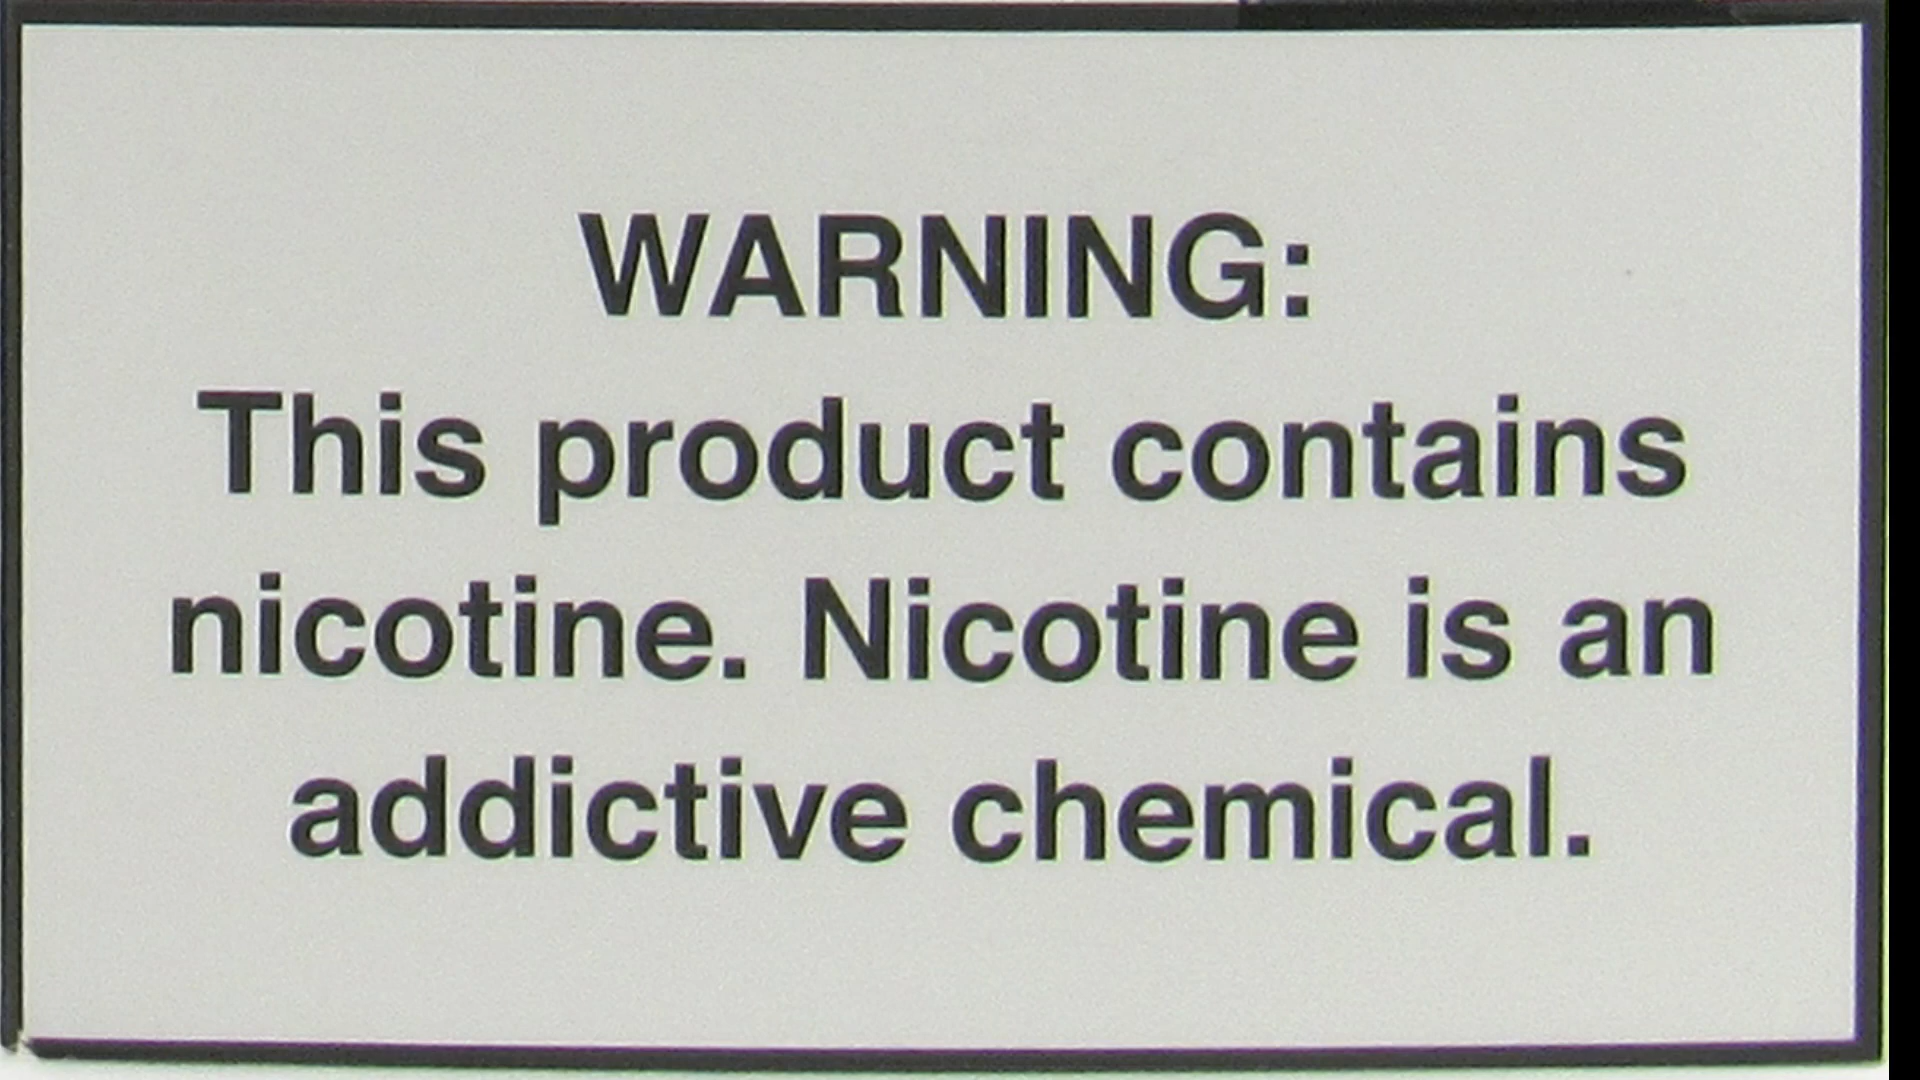 WARNING:
This product contains
nicotine. Nicotine is an
addictive chemical.